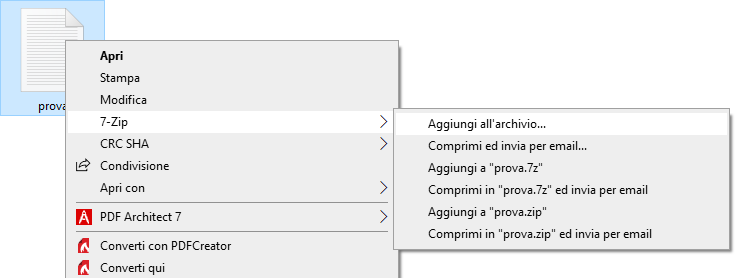 prova
Apri
Stampa
Modifica
7-Zip
CRC SHA
Condivisione
Apri con
PDF Architect 7
Converti con PDFCreator
Converti qui
Aggiungi all'archivio...
Comprimi ed invia per email...
Aggiungi a "prova.7z"
Comprimi in "prova.7z" ed invia per email
Aggiungi a "prova.zip"
Comprimi in "prova.zip" ed invia per email